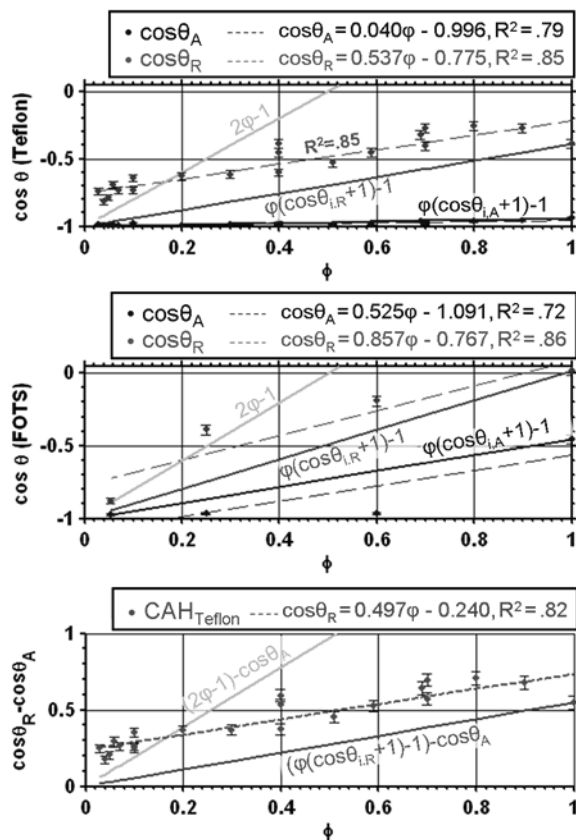 cosθA cosθA = 0.040φ - 0.996, R² = .79
cosθR cosθR = 0.537φ - 0.775, R² = .85
0
-0.5
-1
cos θ (Teflon)
2φ-1
R²=.85
φ(cosθi,R+1)-1
φ(cosθi,A+1)-1
0 0.2 0.4 0.6 0.8 1
ϕ
cosθA cosθA = 0.525φ - 1.091, R² = .72
cosθR cosθR = 0.857φ - 0.767, R² = .86
0
-0.5
-1
cos θ (FOTS)
2φ-1
φ(cosθi,R+1)-1
φ(cosθi,A+1)-1
0 0.2 0.4 0.6 0.8 1
ϕ
CAHTeflon cosθR = 0.497φ - 0.240, R² = .82
1
0.5
0
cosθR-cosθA
(2φ-1)-cosθA
(φ(cosθi,R+1)-1)-cosθA
0 0.2 0.4 0.6 0.8 1
ϕ